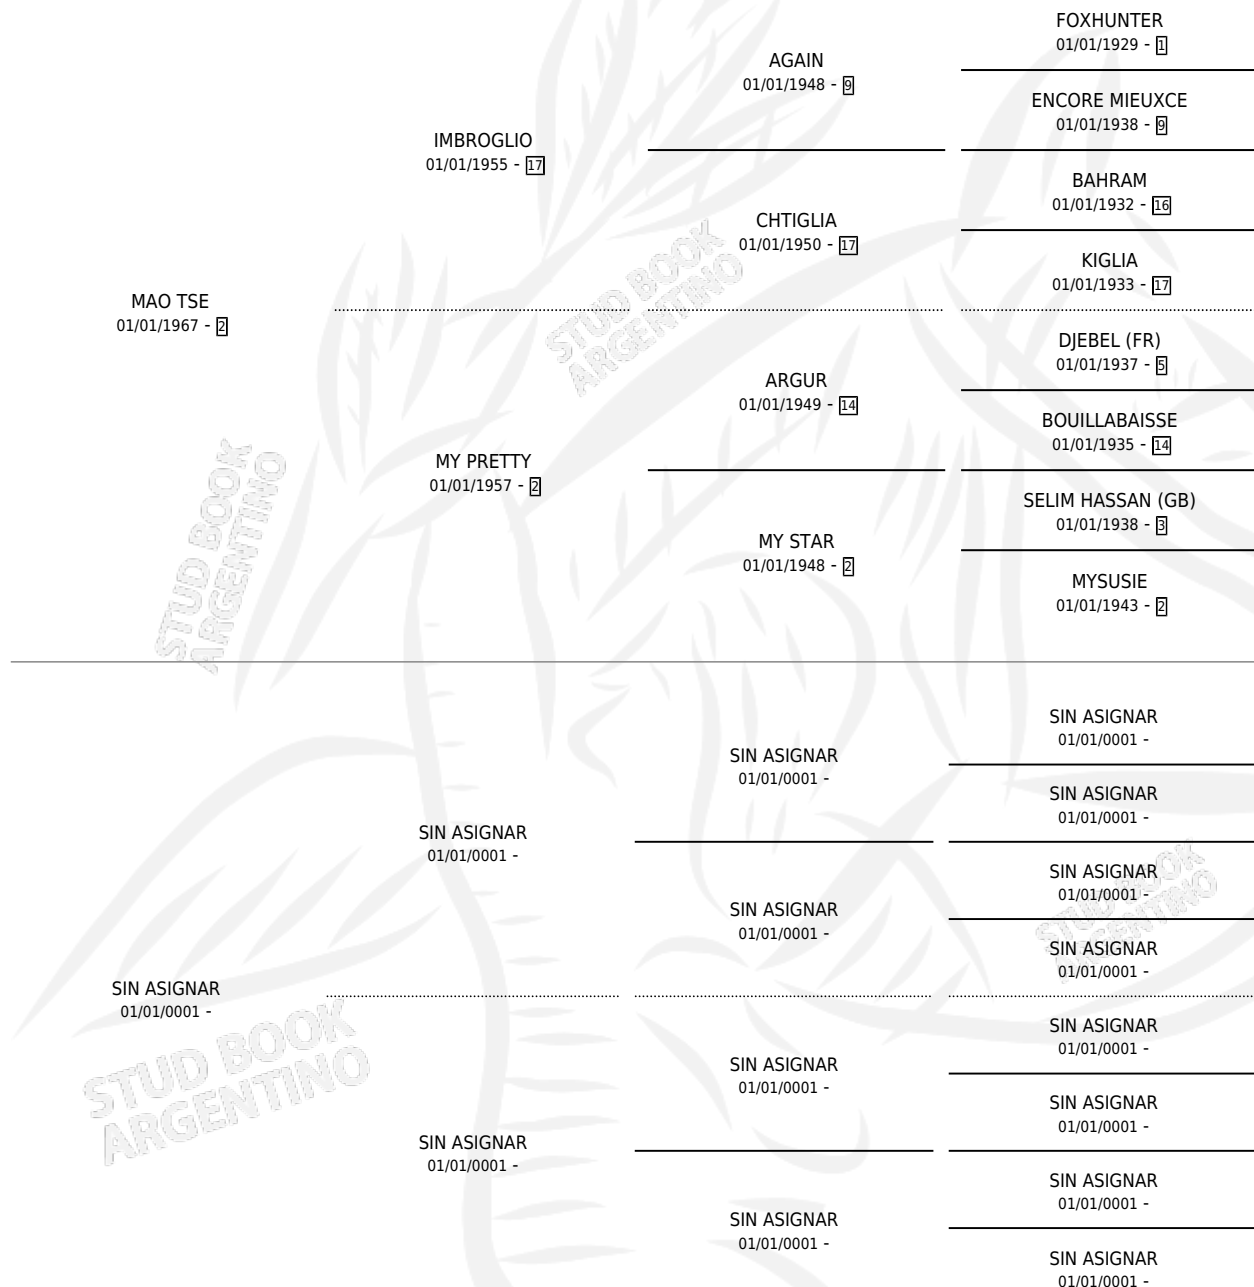 FOXHUNTER
01/01/1929 - 1
AGAIN
01/01/1948 - 9
ENCORE MIEUXCE
01/01/1938 - 9
IMBROGLIO
01/01/1955 - 17
BAHRAM
01/01/1932 - 16
CHTIGLIA
01/01/1950 - 17
KIGLIA
01/01/1933 - 17
MAO TSE
01/01/1967 - 2
DJEBEL (FR)
01/01/1937 - 5
ARGUR
01/01/1949 - 14
BOUILLABAISSE
01/01/1935 - 14
MY PRETTY
01/01/1957 - 2
SELIM HASSAN (GB)
01/01/1938 - 3
MY STAR
01/01/1948 - 2
MYSUSIE
01/01/1943 - 2
STUD BOOK
ARGENTINO
STUD BOOK
ARGENTINO
SIN ASIGNAR
01/01/0001 -
SIN ASIGNAR
01/01/0001 -
SIN ASIGNAR
01/01/0001 -
SIN ASIGNAR
01/01/0001 -
SIN ASIGNAR
01/01/0001 -
SIN ASIGNAR
01/01/0001 -
SIN ASIGNAR
01/01/0001 -
STUD BOOK
ARGENTINO
SIN ASIGNAR
01/01/0001 -
SIN ASIGNAR
01/01/0001 -
SIN ASIGNAR
01/01/0001 -
SIN ASIGNAR
01/01/0001 -
SIN ASIGNAR
01/01/0001 -
SIN ASIGNAR
01/01/0001 -
SIN ASIGNAR
01/01/0001 -
SIN ASIGNAR
01/01/0001 -
STUD BOOK
ARGENTINO